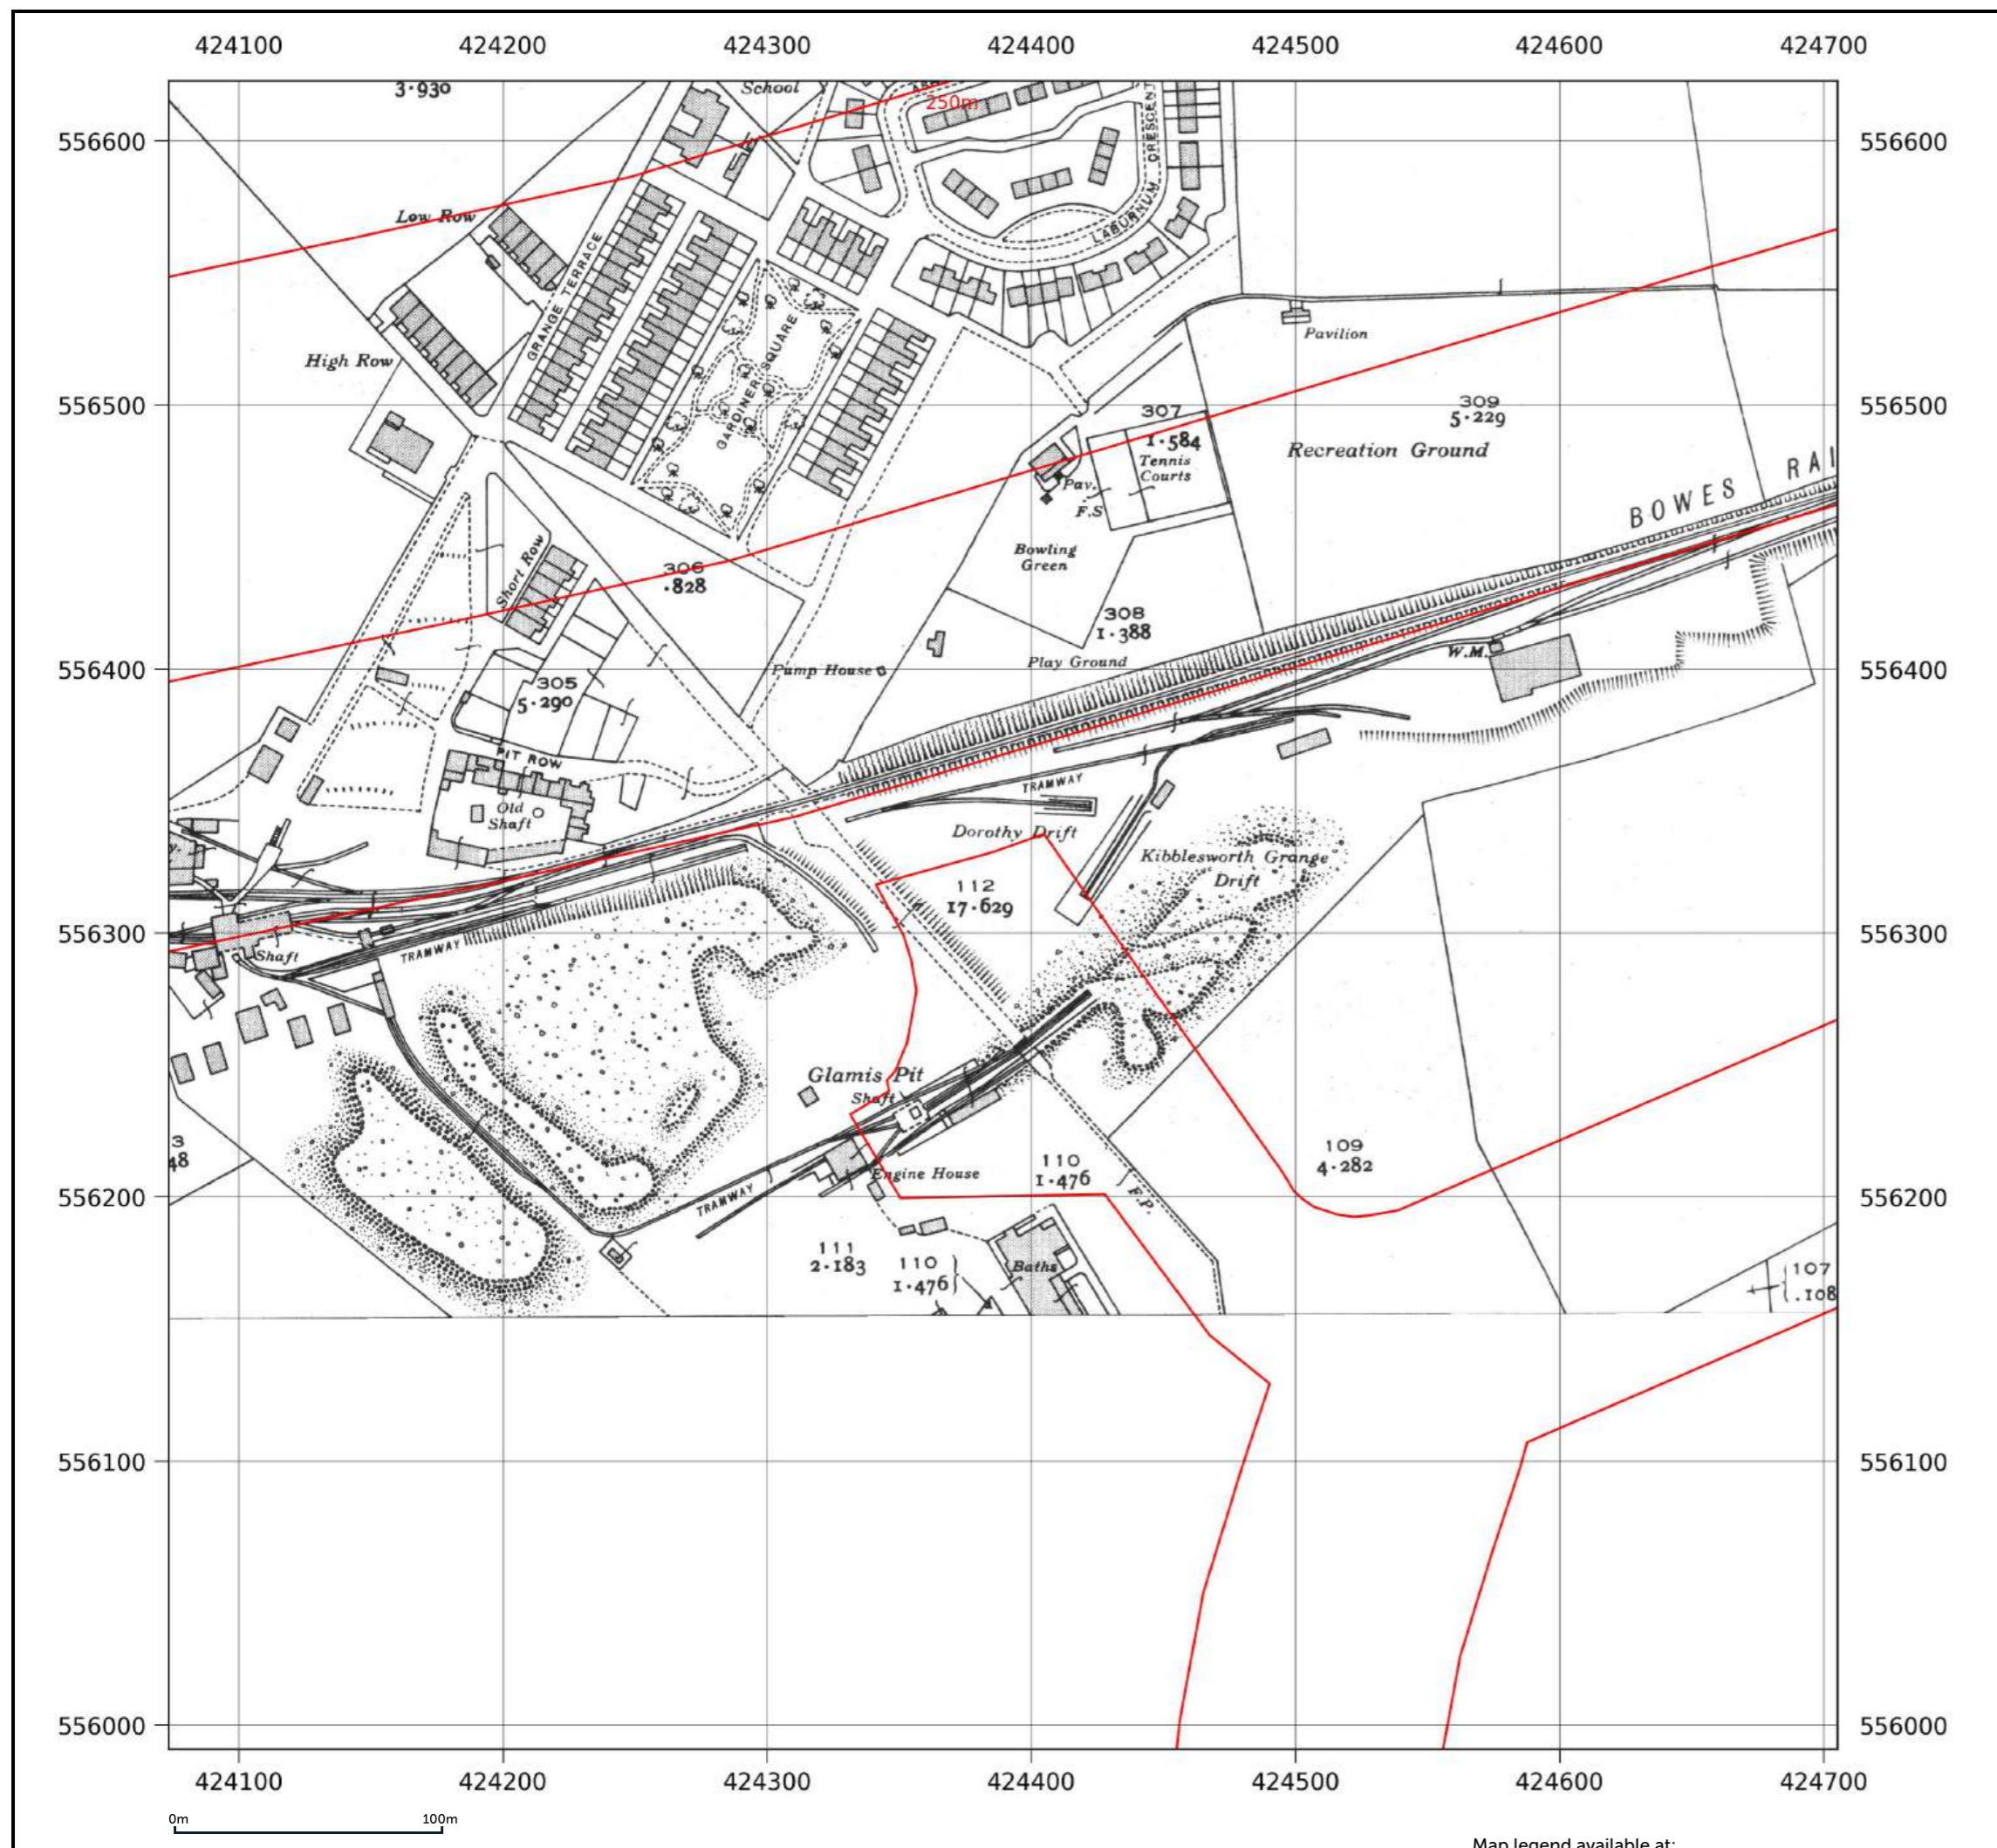 424100 424200 424300 424400 424500 424600 424700
3·930
School
250m
556600 556600
CRESCENT
Low Row
LABURNUM
GRANGE TERRACE
GARDINER SQUARE
Pavilion
High Row
556500 556500
307
1·584
Tennis
Courts
309
5·229
Recreation Ground
BOWES RAI
Pav.
F.S
Bowling
Green
Short Row
306
·828
308
1·388
Play Ground
W.M.
Pump House
556400 556400
305
5·290
PIT ROW
Old
Shaft
TRAMWAY
Dorothy Drift
Kibblesworth Grange
Drift
112
17·629
556300 556300
TRAMWAY
Shaft
Glamis Pit
Shaft
3
48
Engine House
110
1·476
F.P.
109
4·282
556200 556200
TRAMWAY
111
2·183
110
1·476
Baths
107
.108
556100 556100
556000 556000
424100 424200 424300 424400 424500 424600 424700
0m 100m
Map legend available at: